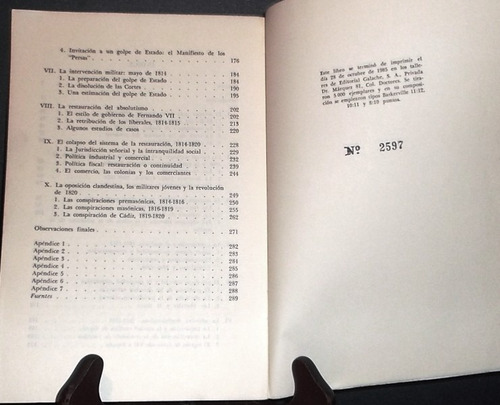 4. Invitación a un golpe de Estado: el Manifiesto de los
"Persas" . . . 176
VII. La intervención militar: mayo de 1814 . . . 184
1. La preparación del golpe de Estado . . . 184
2. La disolución de las Cortes . . . 190
3. Una estimación del golpe de Estado . . . 195
VIII. La restauración del absolutismo . . . 202
1. El estilo de gobierno de Fernando VII . . . 202
2. La retribución de los liberales, 1814-1815 . . . 213
3. Algunos estudios de casos . . . 220
IX. El colapso del sistema de la restauración, 1814-1820 . . . 228
1. La Jurisdicción señorial y la intranquilidad social . . . 229
2. Política industrial y comercial . . . 232
3. Política fiscal: restauración o continuidad . . . 239
4. El comercio, las colonias y los comerciantes . . . 244
X. La oposición clandestina, los militares jóvenes y la revolución
de 1820 . . . 249
1. Las conspiraciones premasónicas, 1814-1816 . . . 250
2. Las conspiraciones masónicas, 1816-1819 . . . 255
3. La conspiración de Cádiz, 1819-1820 . . . 262
Observaciones finales . . . 271
Apéndice 1 . . . 282
Apéndice 2 . . . 283
Apéndice 3 . . . 284
Apéndice 4 . . . 285
Apéndice 5 . . . 286
Apéndice 6 . . . 287
Apéndice 7 . . . 288
Fuentes . . . 289
Este libro se terminó de imprimir el
día 29 de octubre de 1985 en los talle-
res de Editorial Galache, S. A., Privada
Dr. Márquez 81, Col. Doctores. Se tira-
ron 3 000 ejemplares y en su compo-
sición se emplearon tipos Baskerville 11:12,
10:11 y 8:10 puntos.
Nº 2597